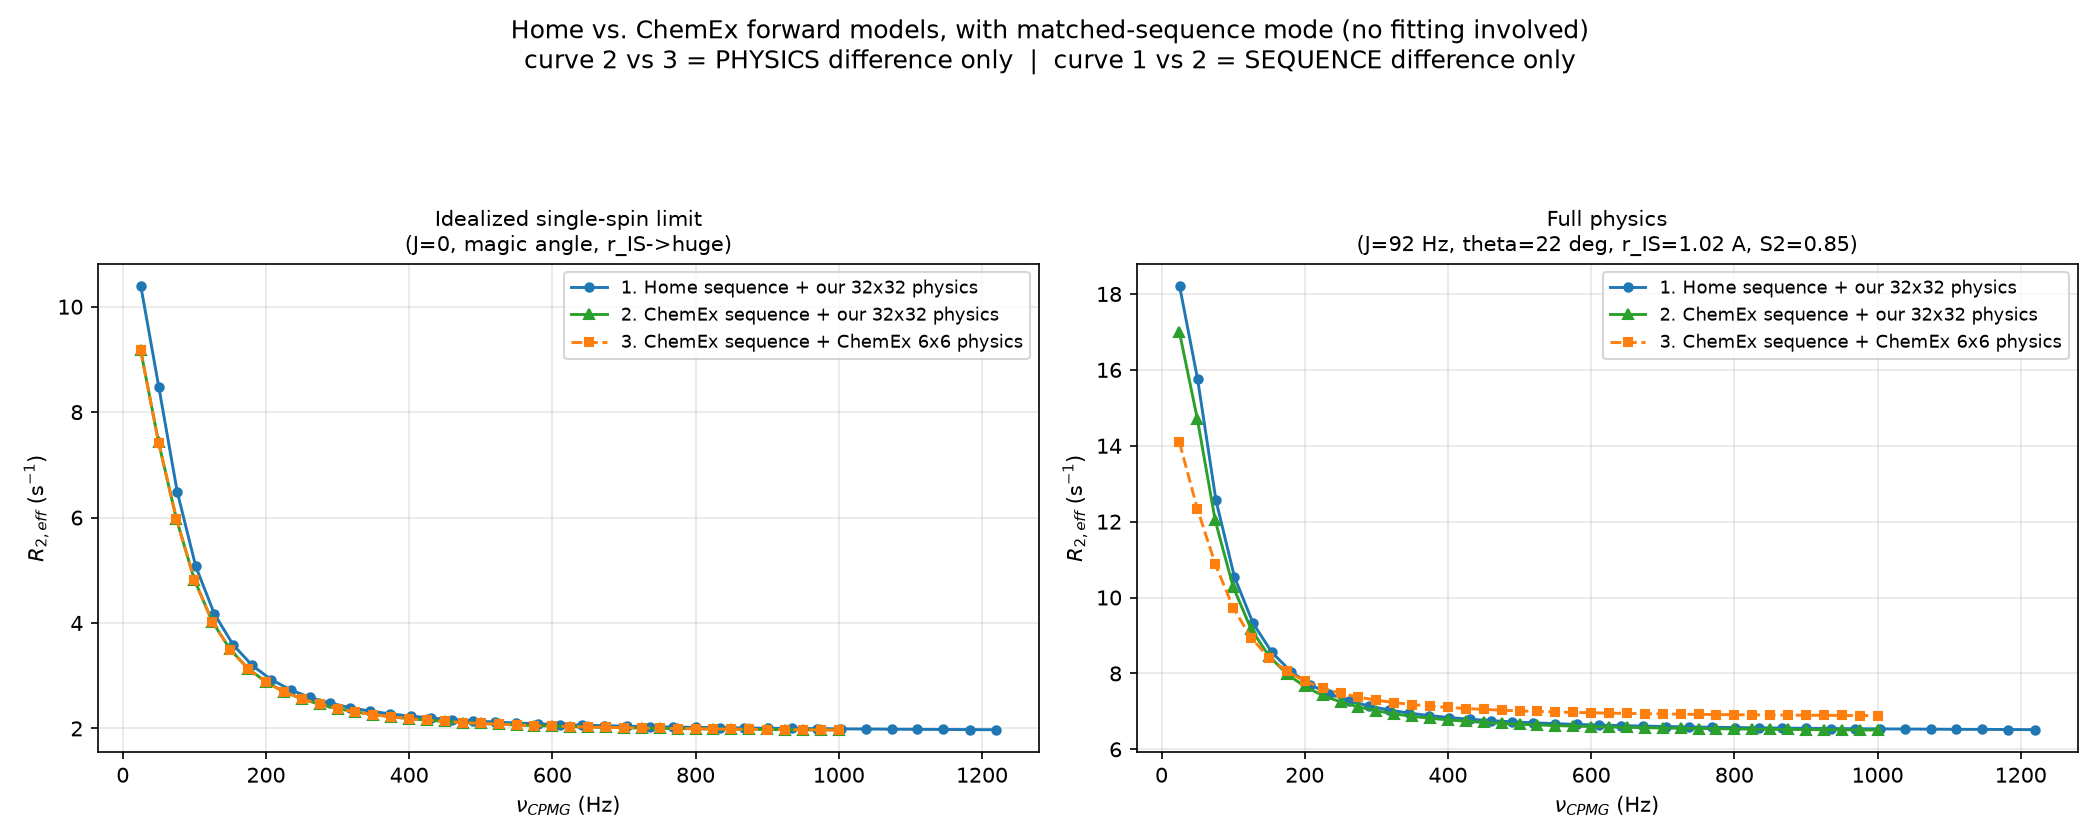 Home vs. ChemEx forward models, with matched-sequence mode (no fitting involved)
curve 2 vs 3 = PHYSICS difference only | curve 1 vs 2 = SEQUENCE difference only
Idealized single-spin limit
(J=0, magic angle, r_IS->huge)
1. Home sequence + our 32x32 physics
2. ChemEx sequence + our 32x32 physics
3. ChemEx sequence + ChemEx 6x6 physics
R2,eff (s−1)
10
8
6
4
2
0 200 400 600 800 1000 1200
νCPMG (Hz)
Full physics
(J=92 Hz, theta=22 deg, r_IS=1.02 A, S2=0.85)
1. Home sequence + our 32x32 physics
2. ChemEx sequence + our 32x32 physics
3. ChemEx sequence + ChemEx 6x6 physics
R2,eff (s−1)
18
16
14
12
10
8
6
0 200 400 600 800 1000 1200
νCPMG (Hz)